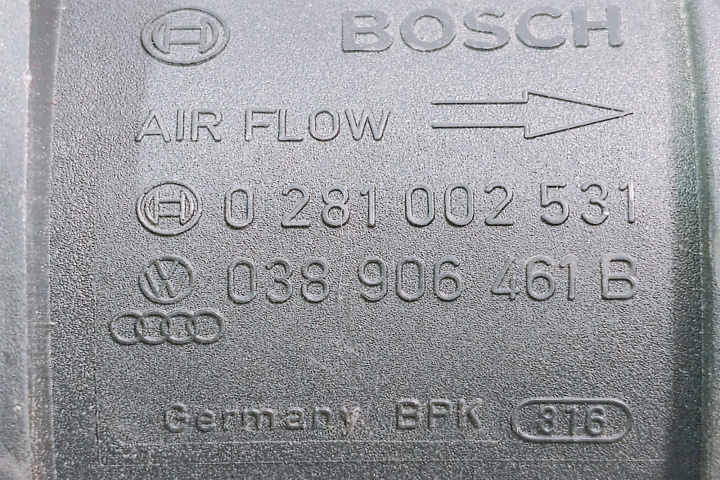 BOSCH
AIR FLOW
0 281 002 531
038 906 461 B
Germany BPK 316